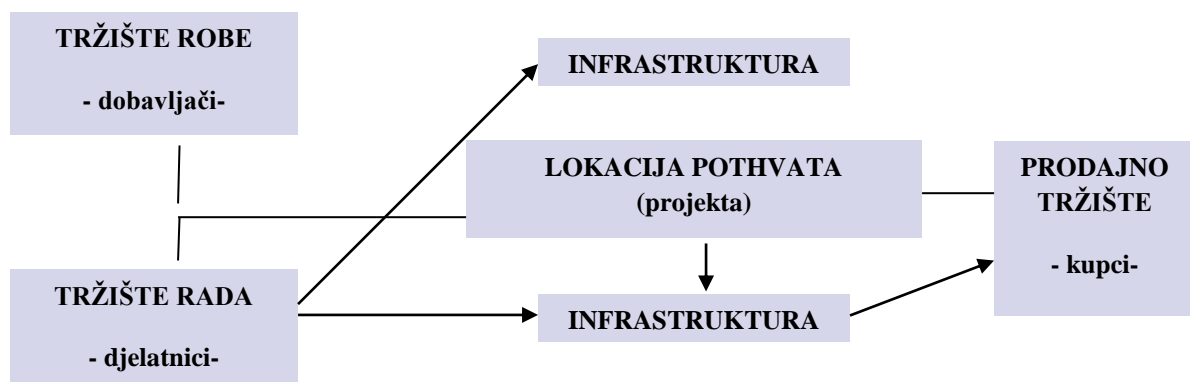 TRŽIŠTE ROBE
- dobavljači-
INFRASTRUKTURA
LOKACIJA POTHVATA
(projekta)
PRODAJNO
TRŽIŠTE
- kupci-
TRŽIŠTE RADA
- djelatnici-
INFRASTRUKTURA